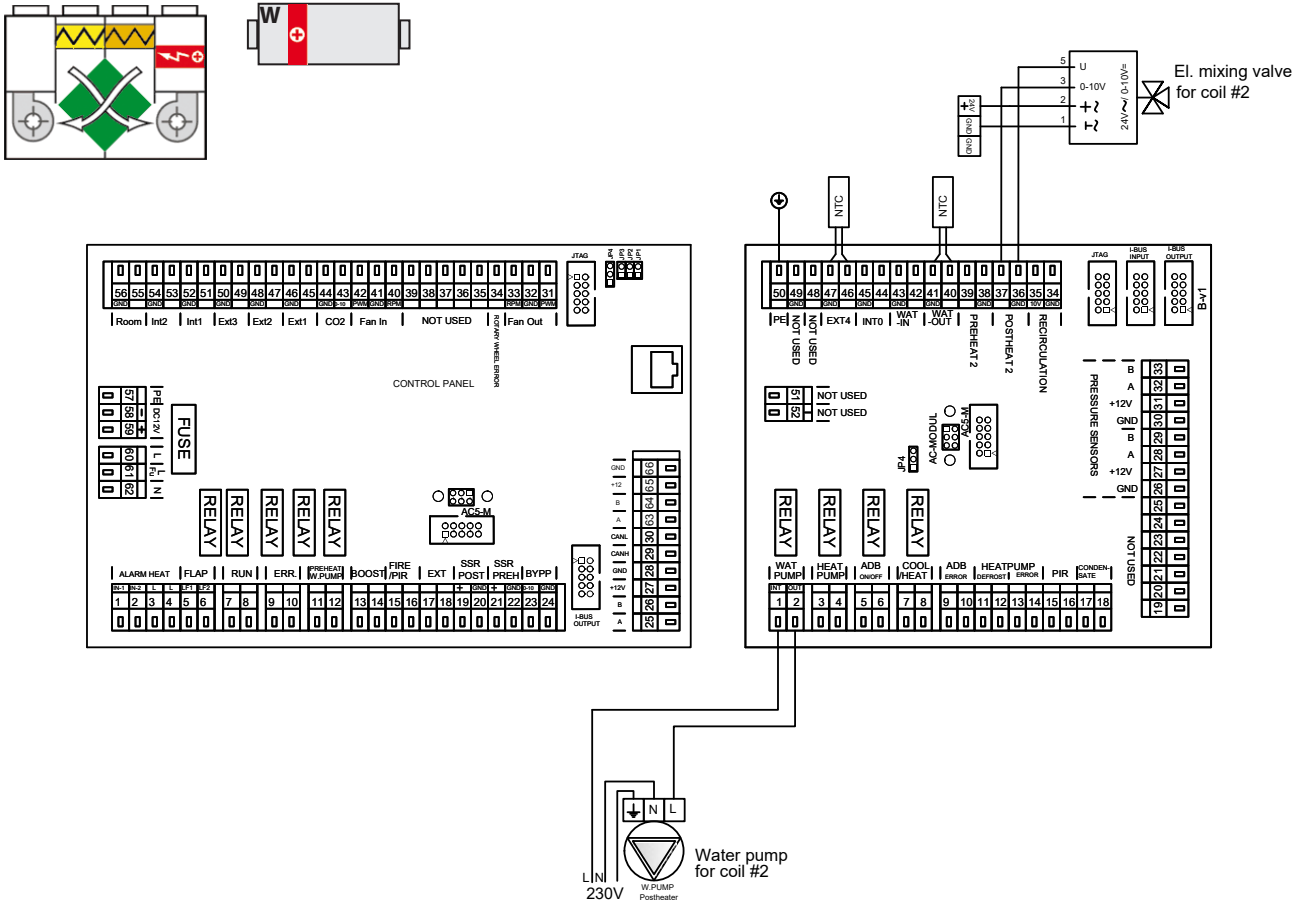 W
El. mixing valve
for coil #2
5 U
3 0-10V
2 + ~
1 ⊥ ~
24V ~ / 0-10V=
+ 24V
GND
GND
NTC
NTC
JP4
JP3
JP2
JP1
JTAG
56 55 54 53 52 51 50 49 48 47 46 45 44 43 42 41 40 39 38 37 36 35 34 33 32 31
GND GND GND GND GND GND GND 0-10 PWM GND RPM RPM GND PWM
Room Int2 Int1 Ext3 Ext2 Ext1 CO2 Fan In NOT USED ROTARY WHEEL ERROR Fan Out
CONTROL PANEL
57 PE
58 - DC12V
59 +
60 L
61 L Fu
62 N
FUSE
RELAY
RELAY
RELAY
RELAY
RELAY
AC5-M
GND 66
+12 65
B 64
A 63
CANL 30
CANH 29
GND 28
+12V 27
B 26
A 25
I-BUS
OUTPUT
ALARM HEAT FLAP RUN ERR. PREHEAT W.PUMP BOOST FIRE /PIR EXT SSR POST SSR PREH BYPP
IN-1 IN-2 L L LF1 LF2 + GND + GND 0-10 GND
1 2 3 4 5 6 7 8 9 10 11 12 13 14 15 16 17 18 19 20 21 22 23 24
JTAG
I-BUS
INPUT
I-BUS
OUTPUT
50 49 48 47 46 45 44 43 42 41 40 39 38 37 36 35 34
GND GND GND GND GND GND GND 10V GND
PE NOT USED NOT USED EXT4 INT0 WAT -IN WAT -OUT PREHEAT 2 POSTHEAT 2 RECIRCULATION
51 NOT USED
52 NOT USED
AC-MODUL
AC5-M
JP4
PRESSURE SENSORS
B 33
A 32
+12V 31
GND 30
B 29
A 28
+12V 27
GND 26
25
24
23
22
21
20
19
NOT USED
RELAY
RELAY
RELAY
RELAY
WAT PUMP HEAT PUMP ADB ON/OFF COOL /HEAT ADB ERROR HEATPUMP DEFROST ERROR PIR CONDEN- SATE
INT OUT
1 2 3 4 5 6 7 8 9 10 11 12 13 14 15 16 17 18
N L
Water pump
for coil #2
L N
230V
W.PUMP
Postheater